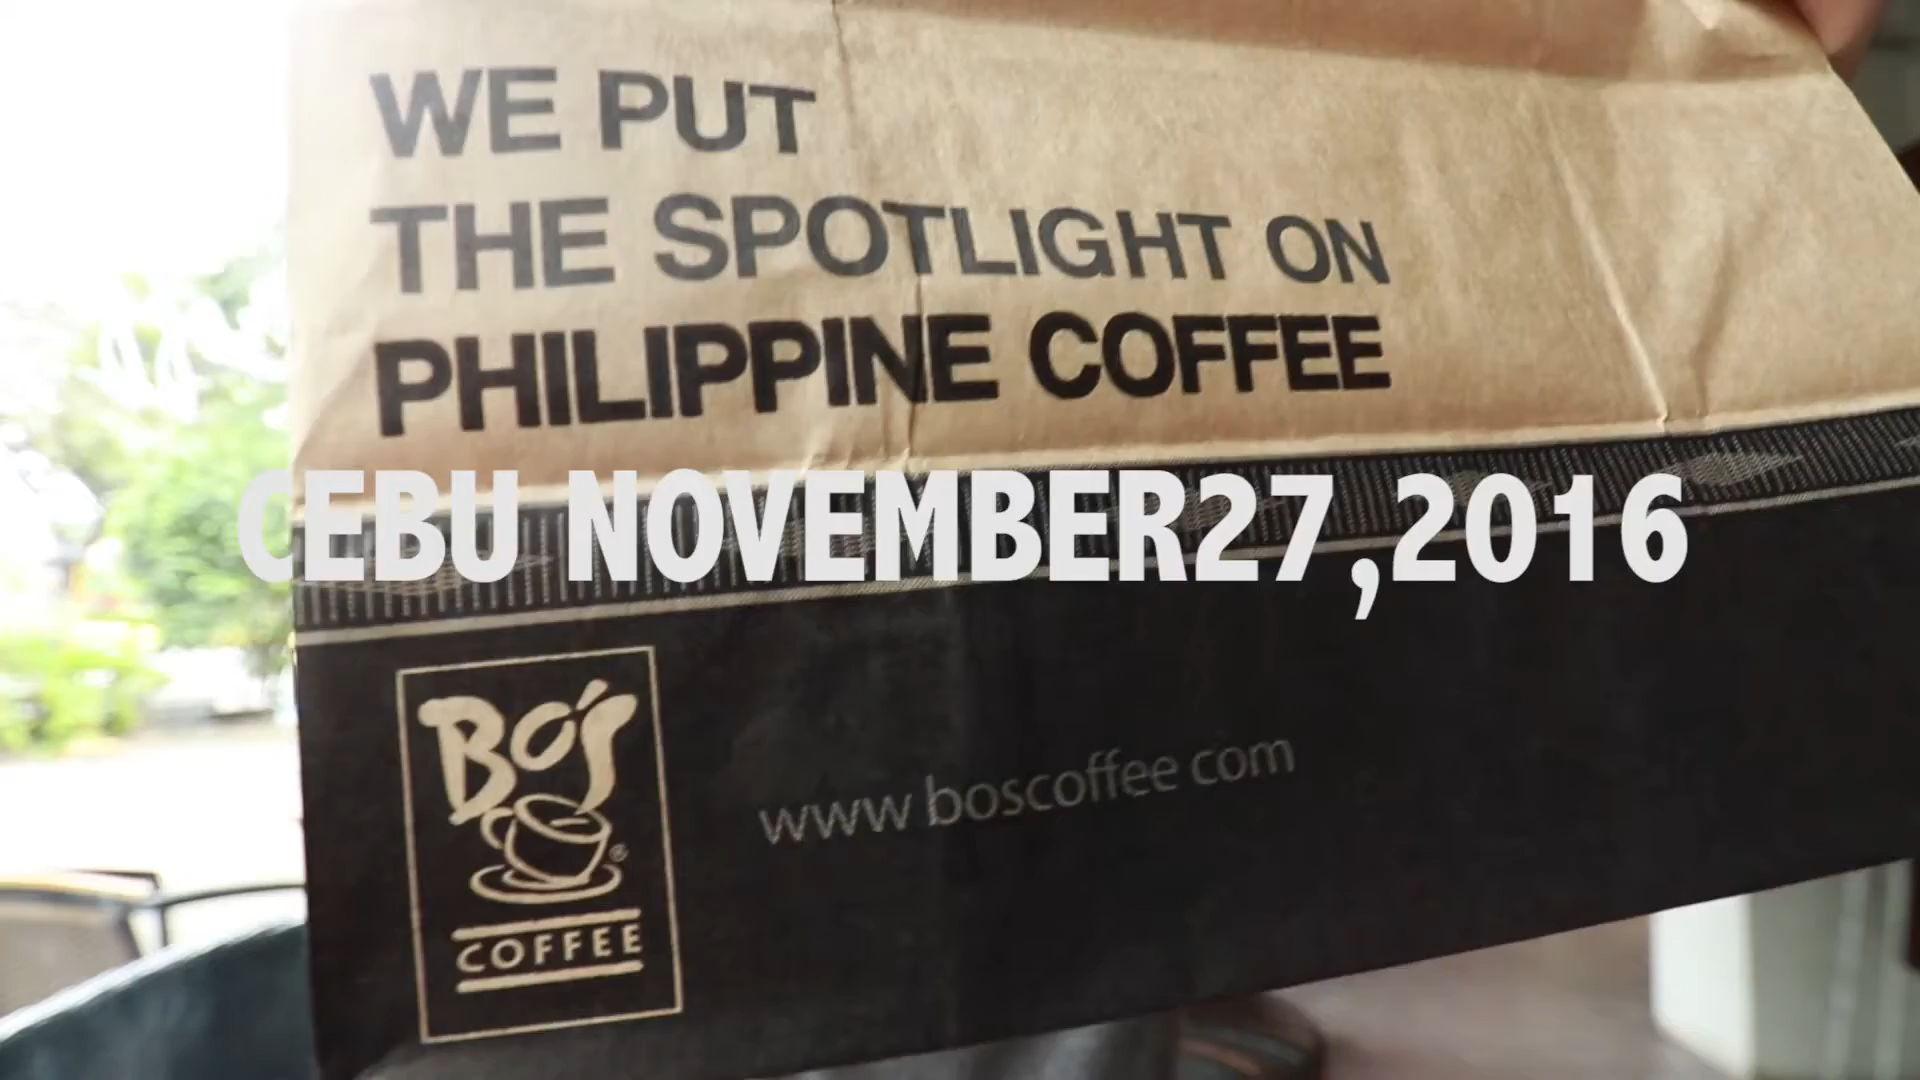 WE PUT
THE SPOTLIGHT ON
PHILIPPINE COFFEE
CEBU NOVEMBER27,2016
BO'S
COFFEE
www boscoffee com